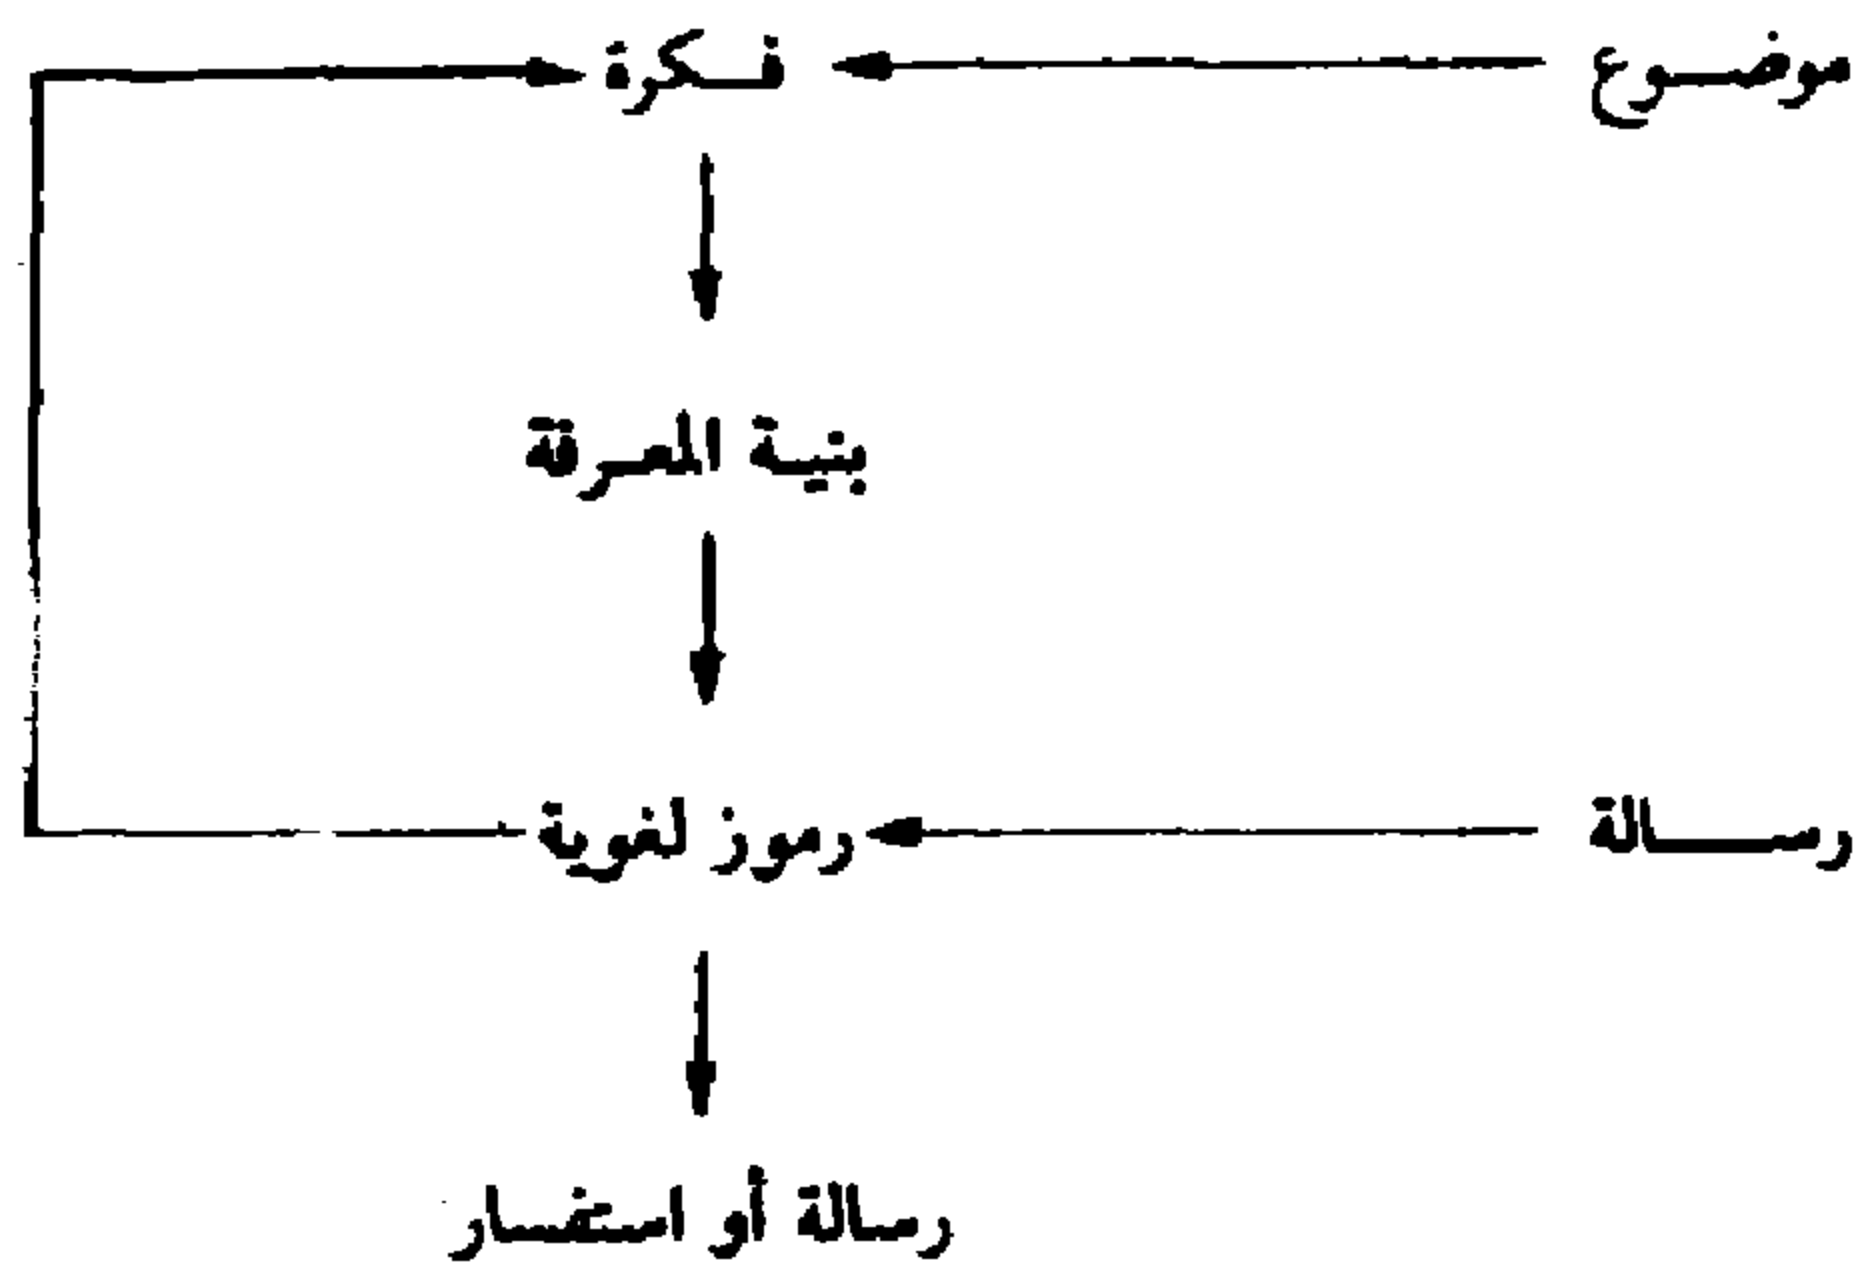 موضوع
فكرة
بنية المعرفة
رسالة
رموز لغوية
رسالة أو استفسار